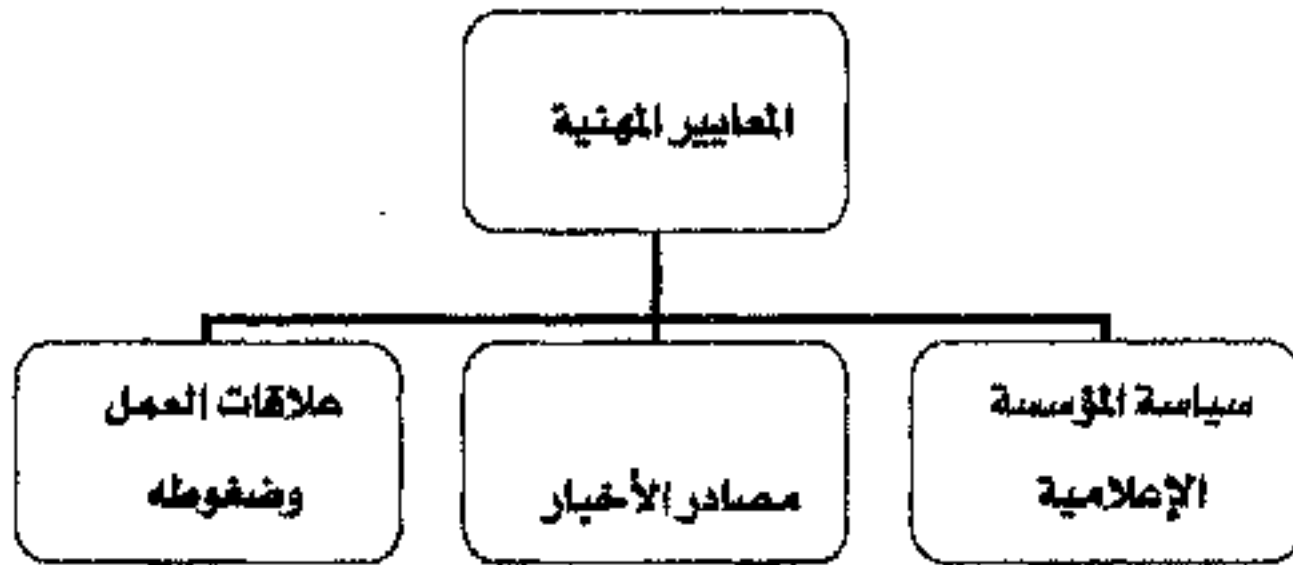 المعايير المهنية
سياسة المؤسسة
الإعلامية
مصادر الأخبار
علاقات العمل
وضغوطه